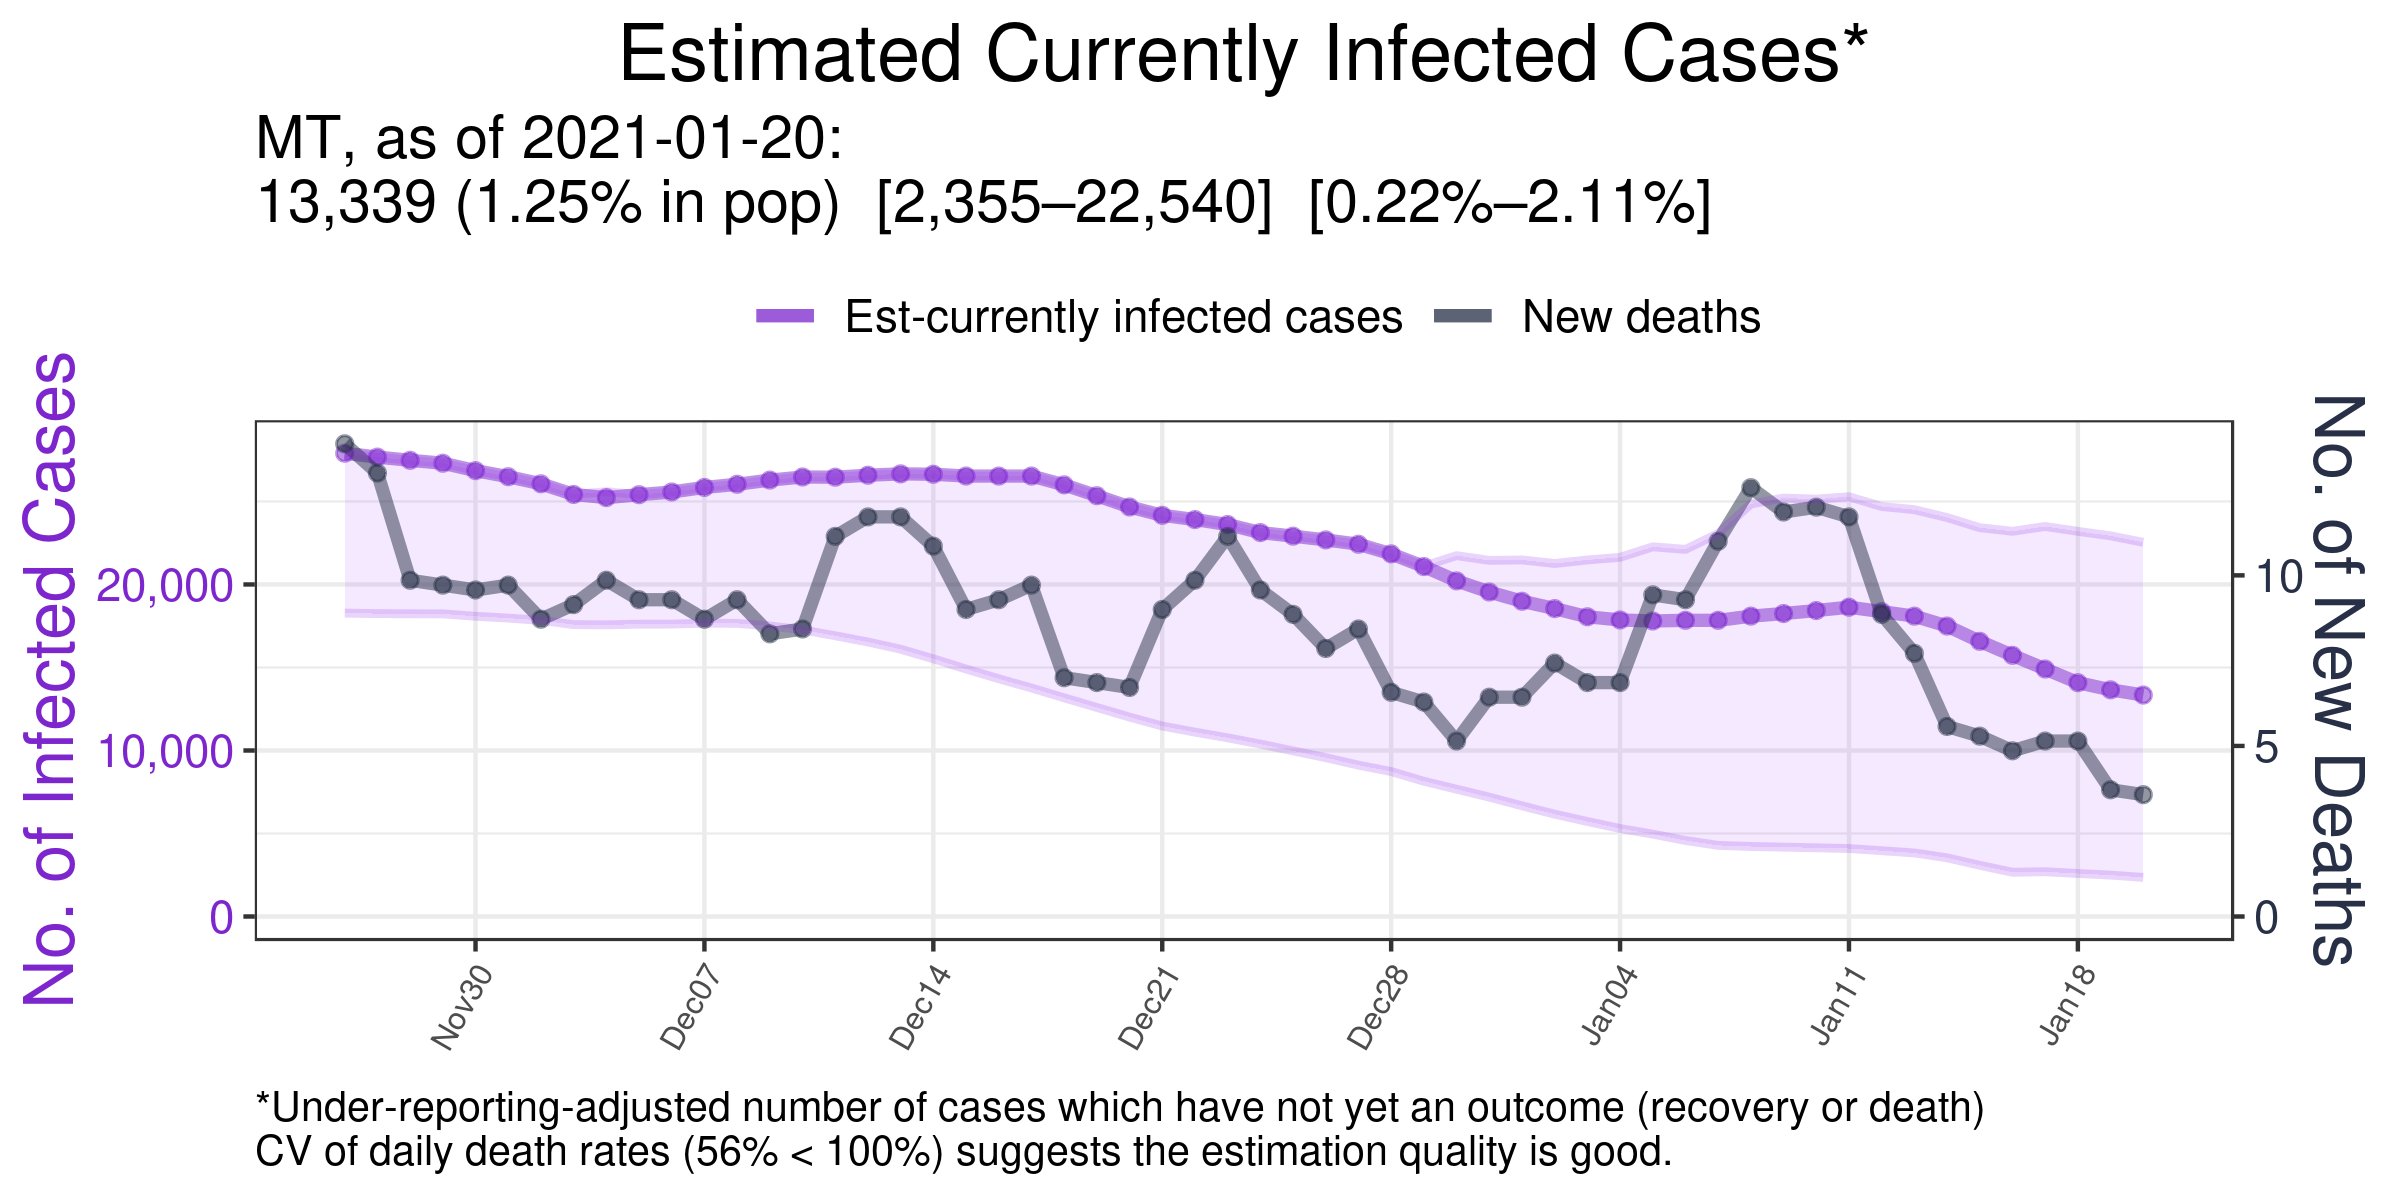 Estimated Currently Infected Cases*
MT, as of 2021-01-20:
13,339 (1.25% in pop)  [2,355–22,540]  [0.22%–2.11%]
Est-currently infected cases
New deaths
No. of Infected Cases
20,000
10,000
0
No. of New Deaths
10
5
0
Nov30
Dec07
Dec14
Dec21
Dec28
Jan04
Jan11
Jan18
*Under-reporting-adjusted number of cases which have not yet an outcome (recovery or death)
CV of daily death rates (56% < 100%) suggests the estimation quality is good.